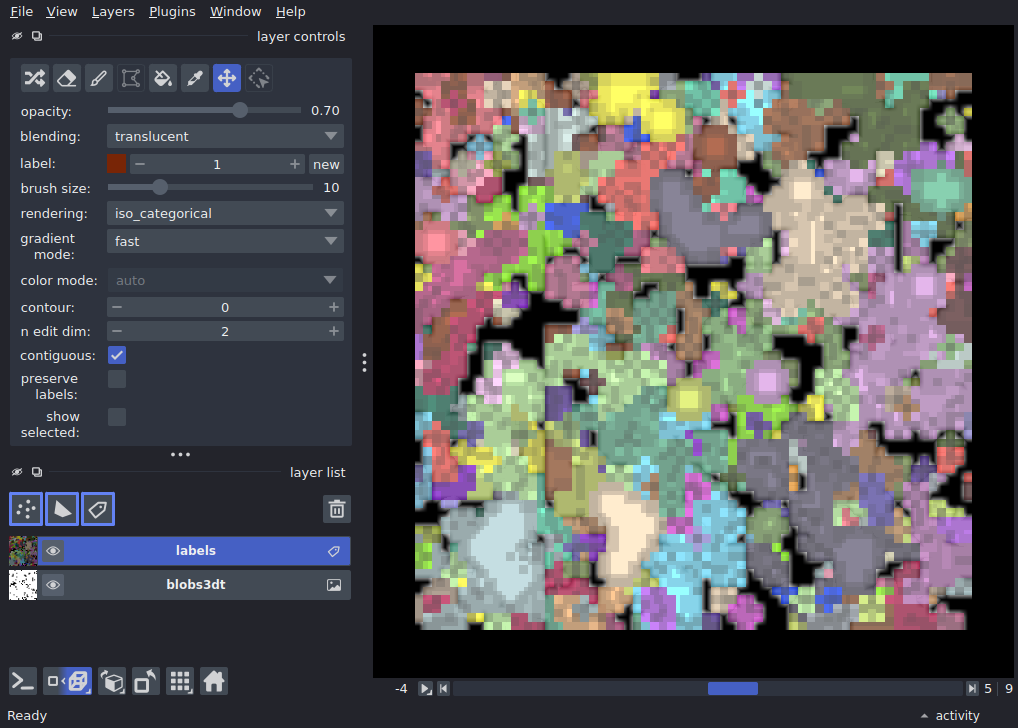 File View Layers Plugins Window Help
layer controls
opacity: 0.70
blending: translucent
label: 1 new
brush size: 10
rendering: iso_categorical
gradient
mode: fast
color mode: auto
contour: 0
n edit dim: 2
contiguous:
preserve
labels:
show
selected:
layer list
labels
blobs3dt
-4 5 9
Ready activity